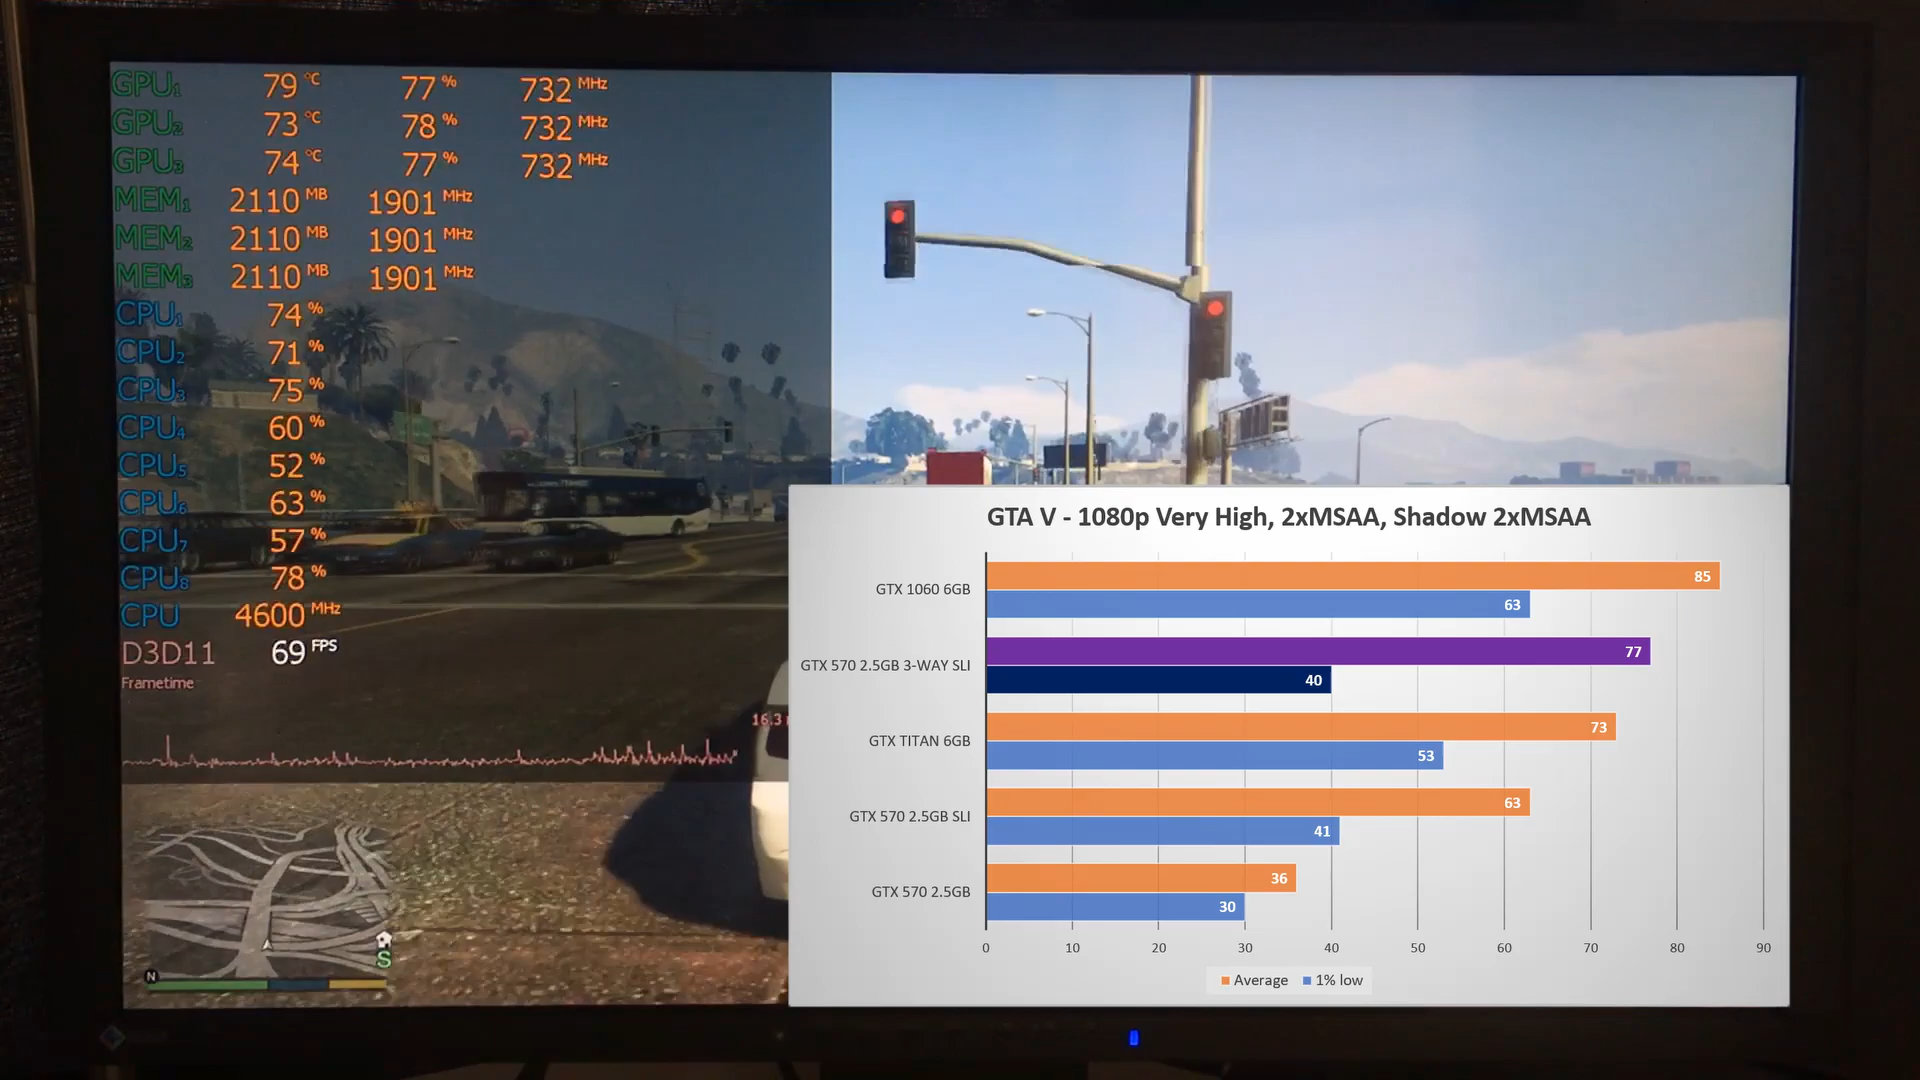 GPU1 79 °C 77 % 732 MHz
GPU2 73 °C 78 % 732 MHz
GPU3 74 °C 77 % 732 MHz
MEM1 2110 MB 1901 MHz
MEM2 2110 MB 1901 MHz
MEM3 2110 MB 1901 MHz
CPU1 74 %
CPU2 71 %
CPU3 75 %
CPU4 60 %
CPU5 52 %
CPU6 63 %
CPU7 57 %
CPU8 78 %
CPU 4600 MHz
D3D11 69 FPS
Frametime
16.3
N
S
GTA V - 1080p Very High, 2xMSAA, Shadow 2xMSAA
GTX 1060 6GB 85 63
GTX 570 2.5GB 3-WAY SLI 77 40
GTX TITAN 6GB 73 53
GTX 570 2.5GB SLI 63 41
GTX 570 2.5GB 36 30
0 10 20 30 40 50 60 70 80 90
Average 1% low